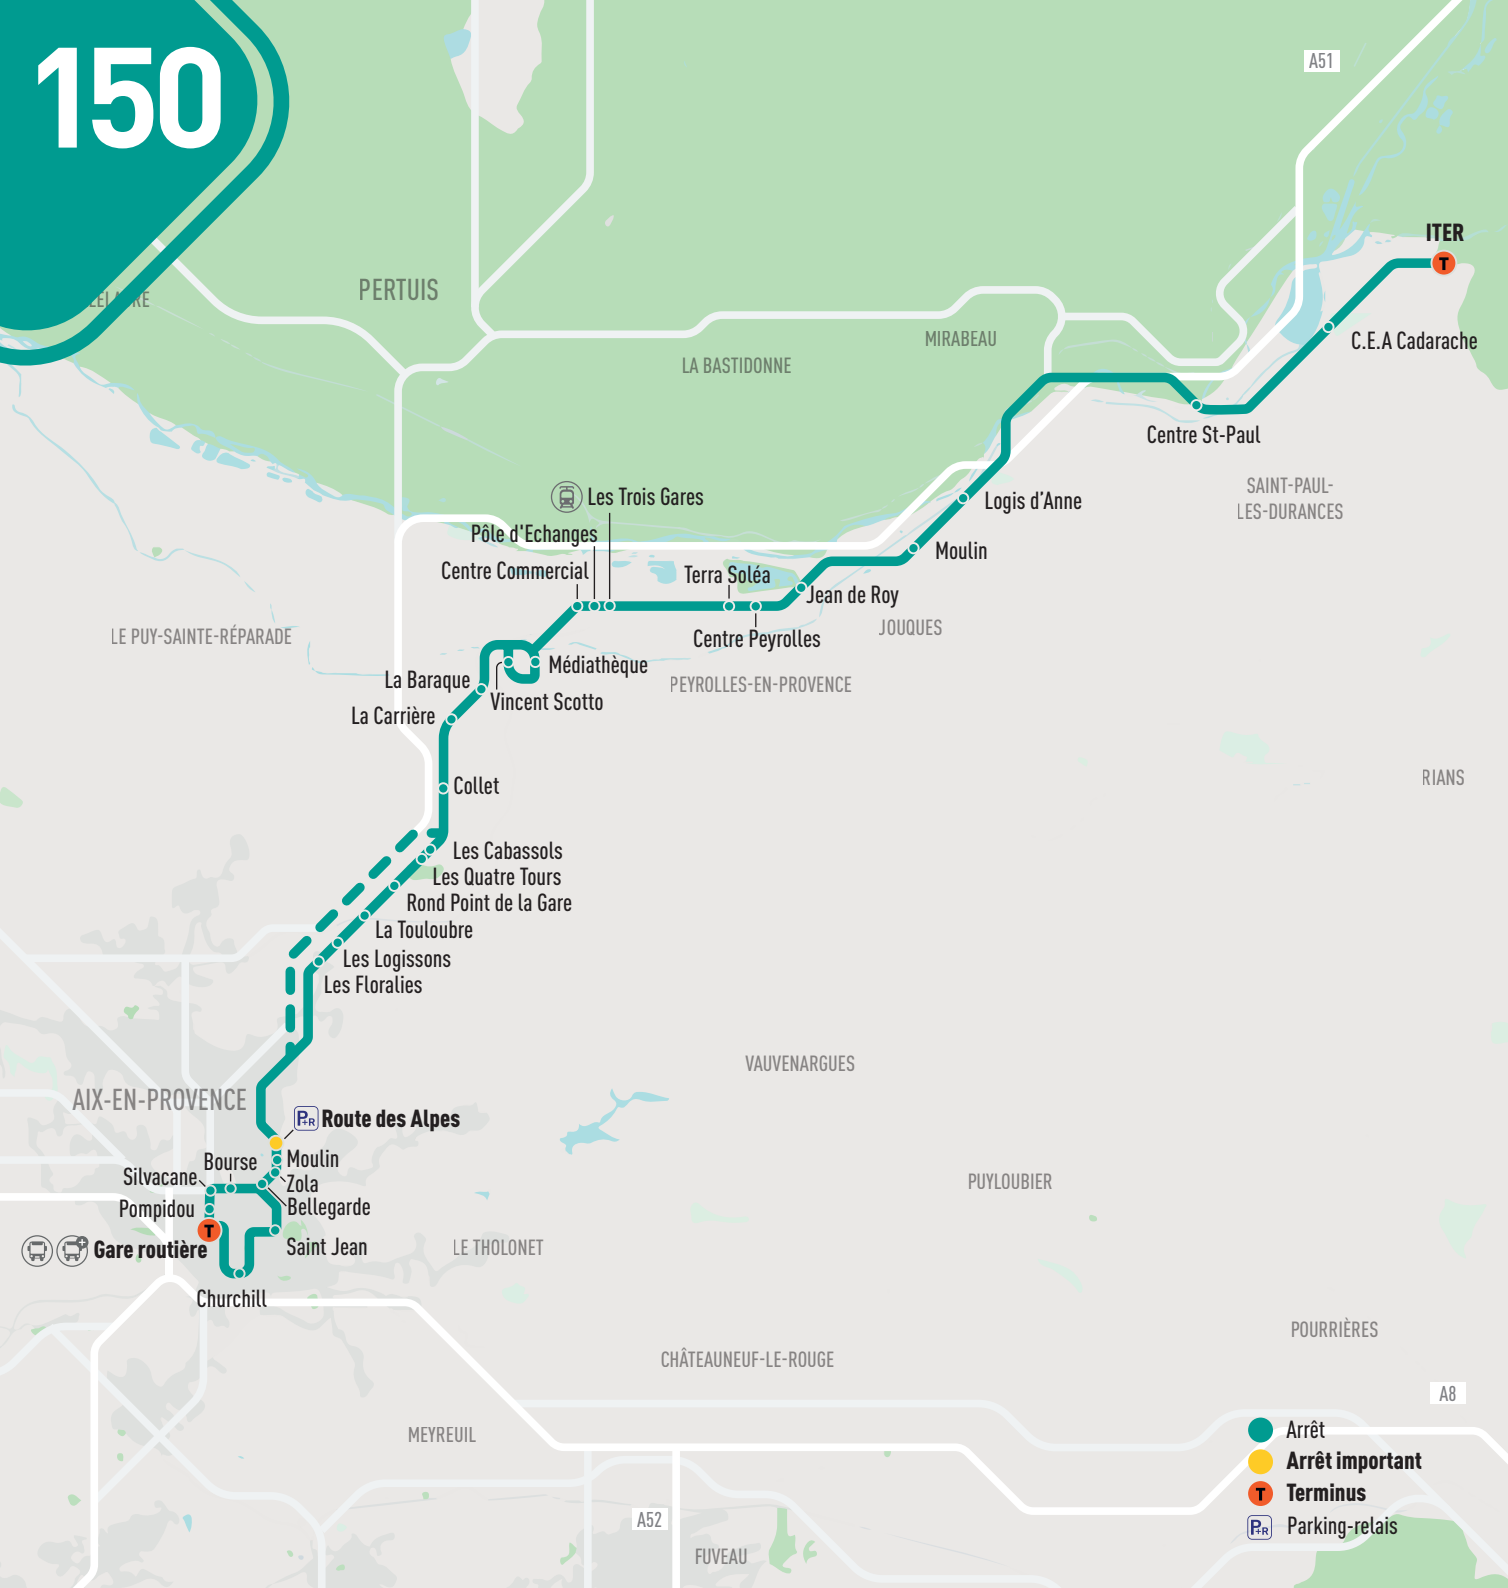 150
A51
ITER
T
C.E.A Cadarache
PERTUIS
MIRABEAU
LA BASTIDONNE
Centre St-Paul
SAINT-PAUL-
LES-DURANCES
Les Trois Gares
Logis d'Anne
Pôle d'Echanges
Moulin
Centre Commercial
Terra Soléa
Jean de Roy
JOUQUES
Centre Peyrolles
LE PUY-SAINTE-RÉPARADE
Médiathèque
La Baraque
PEYROLLES-EN-PROVENCE
Vincent Scotto
La Carrière
RIANS
Collet
Les Cabassols
Les Quatre Tours
Rond Point de la Gare
La Touloubre
Les Logissons
Les Floralies
VAUVENARGUES
AIX-EN-PROVENCE
P+R Route des Alpes
Moulin
Bourse
Silvacane
Zola
PUYLOUBIER
Pompidou
Bellegarde
T
Gare routière
Saint Jean
LE THOLONET
Churchill
POURRIÈRES
CHÂTEAUNEUF-LE-ROUGE
A8
MEYREUIL
Arrêt
Arrêt important
T Terminus
P+R Parking-relais
A52
FUVEAU